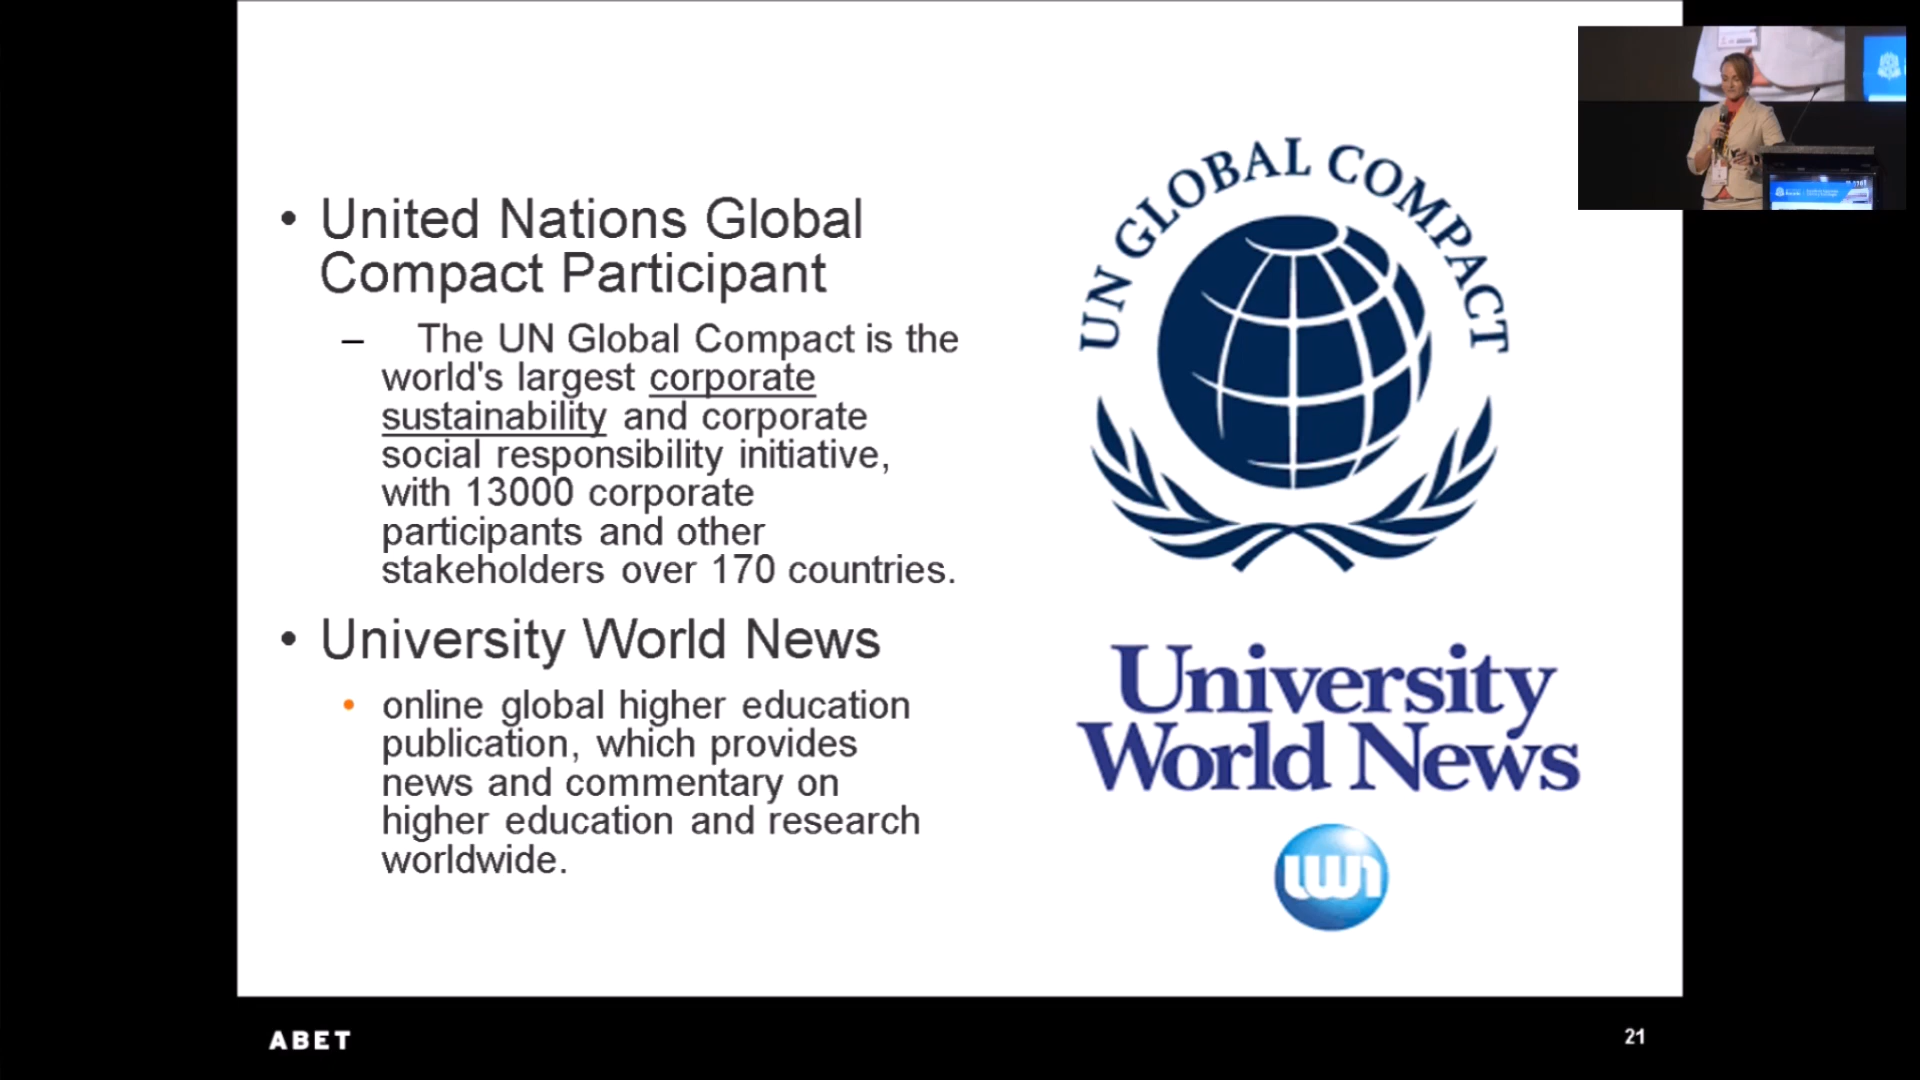 • United Nations Global
Compact Participant
– The UN Global Compact is the
world's largest corporate
sustainability and corporate
social responsibility initiative,
with 13000 corporate
participants and other
stakeholders over 170 countries.
• University World News
• online global higher education
publication, which provides
news and commentary on
higher education and research
worldwide.
UN GLOBAL COMPACT
University
World News
uwn
ABET
21